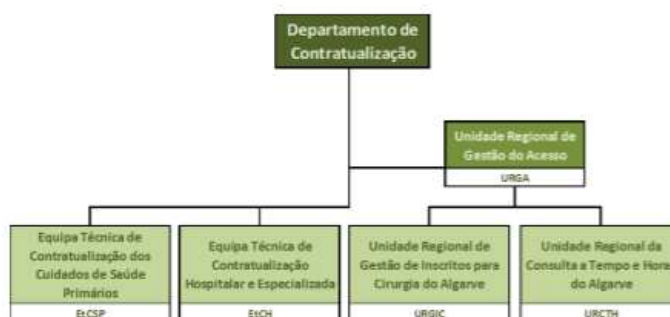 Departamento de
Contratualização
Unidade Regional de
Gestão do Acesso
URGA
Equipa Técnica de
Contratualização dos
Cuidados de Saúde
Primários
EtCSP
Equipa Técnica de
Contratualização
Hospitalar e Especializada
EtCH
Unidade Regional de
Gestão de Inscritos para
Cirurgia do Algarve
URGIC
Unidade Regional da
Consulta a Tempo e Horas
do Algarve
URCTH